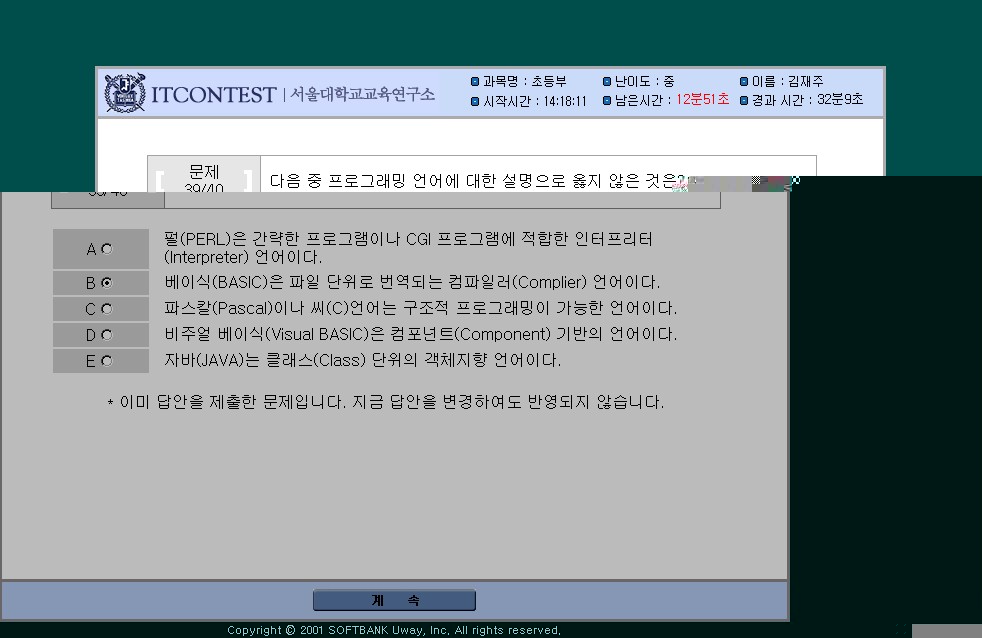 ITCONTEST | 서울대학교교육연구소
과목명 : 초등부 난이도 : 중 이름 : 김재주
시작시간 : 14:18:11 남은시간 : 12분51초 경과 시간 : 32분9초
문제
39/40
다음 중 프로그래밍 언어에 대한 설명으로 옳지 않은 것은?
A 펄(PERL)은 간략한 프로그램이나 CGI 프로그램에 적합한 인터프리터
(Interpreter) 언어이다.
B 베이식(BASIC)은 파일 단위로 번역되는 컴파일러(Complier) 언어이다.
C 파스칼(Pascal)이나 씨(C)언어는 구조적 프로그래밍이 가능한 언어이다.
D 비주얼 베이식(Visual BASIC)은 컴포넌트(Component) 기반의 언어이다.
E 자바(JAVA)는 클래스(Class) 단위의 객체지향 언어이다.
* 이미 답안을 제출한 문제입니다. 지금 답안을 변경하여도 반영되지 않습니다.
계 속
Copyright © 2001 SOFTBANK Uway, Inc. All rights reserved.